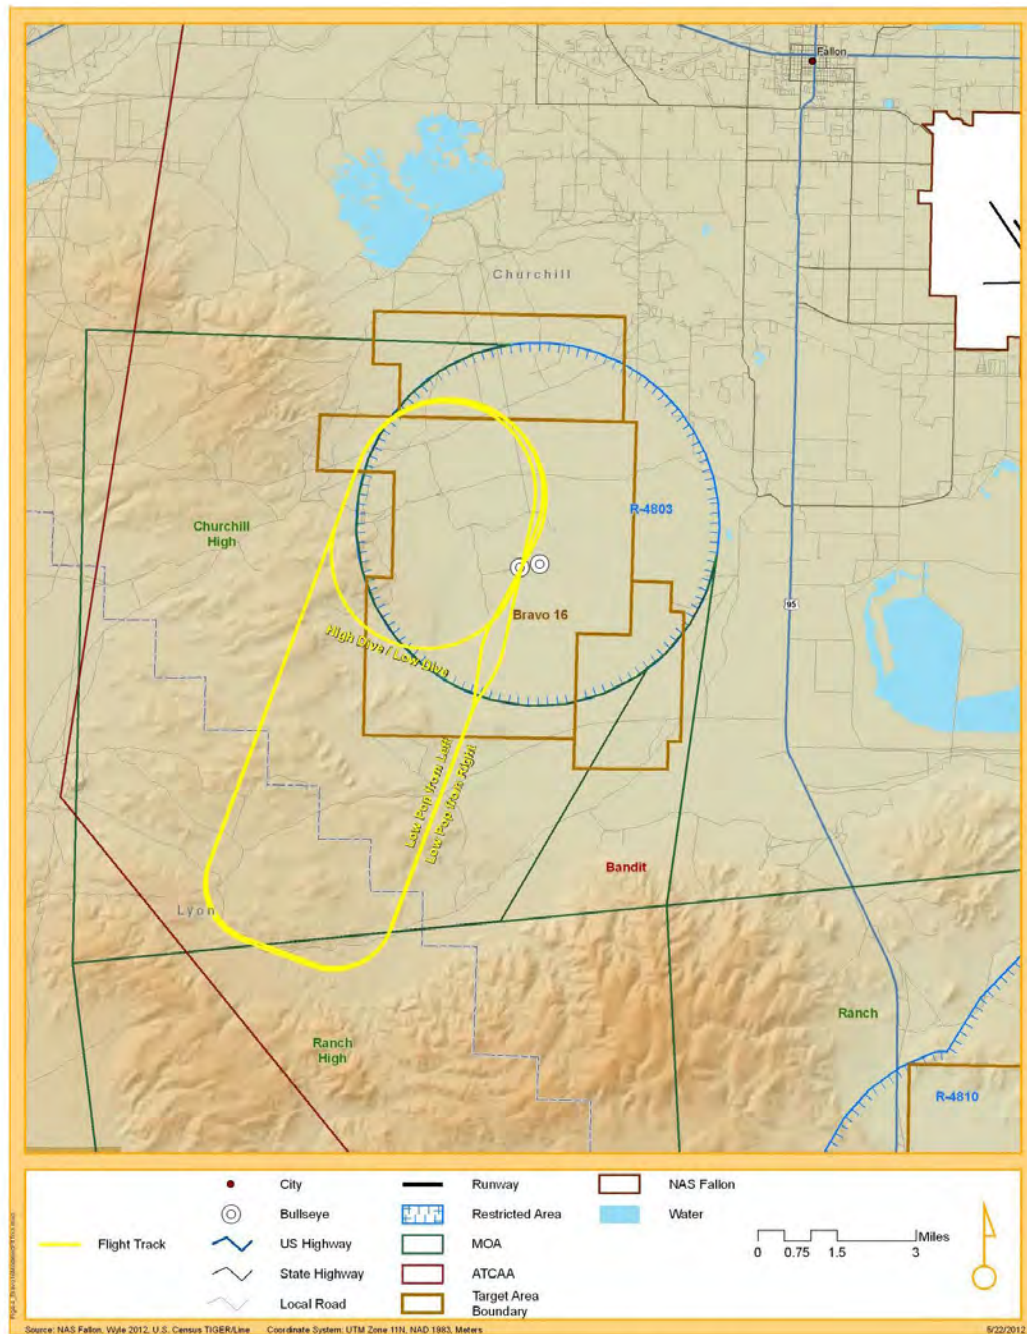 Fallon
Churchill
R-4803
Churchill
High
Bravo 16
95
High Dive / Low Dive
Low Pop from Left
Low Pop from Right
Bandit
Lyon
Ranch
High
Ranch
R-4810
Flight Track
City
Bullseye
US Highway
State Highway
Local Road
Runway
Restricted Area
MOA
ATCAA
Target Area
Boundary
NAS Fallon
Water
0 0.75 1.5 3 Miles
Source: NAS Fallon, Wyle 2012, U.S. Census TIGER/Line Coordinate System: UTM Zone 11N, NAD 1983, Meters
5/22/2012